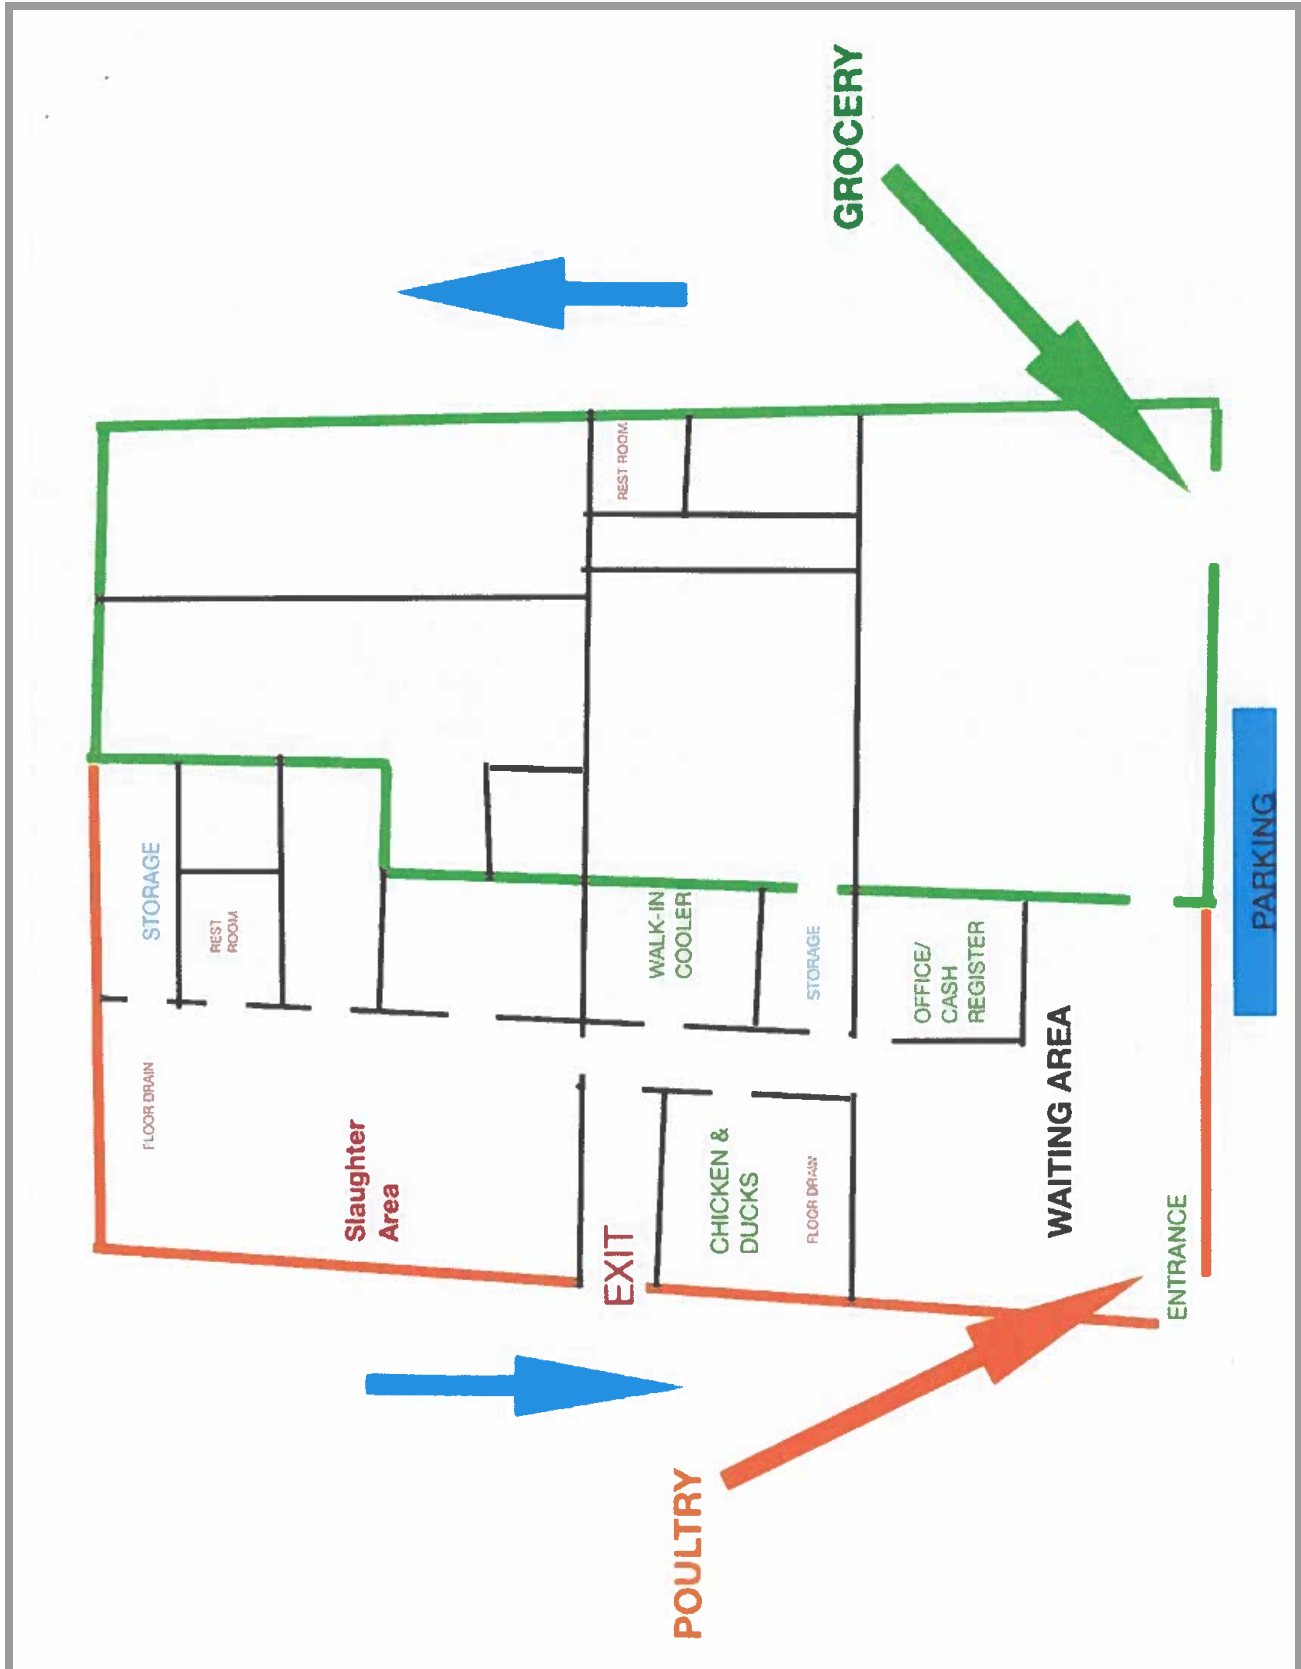 POULTRY
GROCERY
STORAGE
REST
ROOM
FLOOR DRAIN
Slaughter
Area
EXIT
REST ROOM
WALK-IN
COOLER
STORAGE
CHICKEN &
DUCKS
FLOOR DRAIN
OFFICE/
CASH
REGISTER
WAITING AREA
ENTRANCE
PARKING